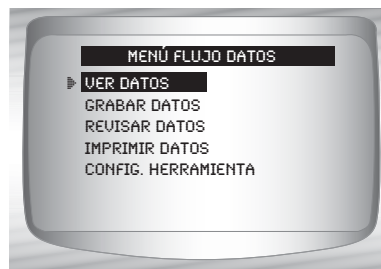 MENÚ FLUJO DATOS
VER DATOS
GRABAR DATOS
REVISAR DATOS
IMPRIMIR DATOS
CONFIG. HERRAMIENTA